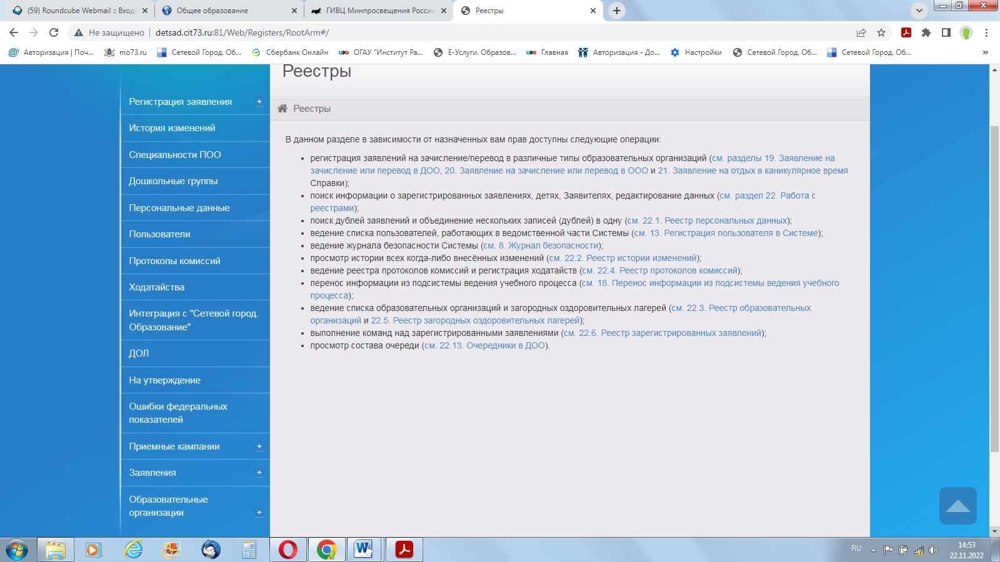 (59) Roundcube Webmail :: Входя
Общее образование
ГИВЦ Минпросвещения России
Реестры
Не защищено
detsad.cit73.ru:81/Web/Registers/RootArm#/
Авторизация | Поч...
mo73.ru
Сетевой Город. Об...
Сбербанк Онлайн
ОГАУ "Институт Ра...
Е-Услуги. Образов...
Главная
Авторизация - До...
Настройки
Сетевой Город. Об...
Сетевой Город. Об...
»
Реестры
Реестры
Регистрация заявления
История изменений
Специальности ПОО
Дошкольные группы
Персональные данные
Пользователи
Протоколы комиссий
Ходатайства
Интеграция с "Сетевой город.
Образование"
ДОЛ
На утверждение
Ошибки федеральных
показателей
Приемные кампании
Заявления
Образовательные
организации
В данном разделе в зависимости от назначенных вам прав доступны следующие операции:
• регистрация заявлений на зачисление/перевод в различные типы образовательных организаций (см. разделы 19. Заявление на
зачисление или перевод в ДОО, 20. Заявление на зачисление или перевод в ООО и 21. Заявление на отдых в каникулярное время
Справки);
• поиск информации о зарегистрированных заявлениях, детях, Заявителях, редактирование данных (см. раздел 22. Работа с
реестрами);
• поиск дублей заявлений и объединение нескольких записей (дублей) в одну (см. 22.1. Реестр персональных данных);
• ведение списка пользователей, работающих в ведомственной части Системы (см. 13. Регистрация пользователя в Системе);
• ведение журнала безопасности Системы (см. 8. Журнал безопасности);
• просмотр истории всех когда-либо внесённых изменений (см. 22.2. Реестр истории изменений);
• ведение реестра протоколов комиссий и регистрация ходатайств (см. 22.4. Реестр протоколов комиссий);
• перенос информации из подсистемы ведения учебного процесса (см. 18. Перенос информации из подсистемы ведения учебного
процесса);
• ведение списка образовательных организаций и загородных оздоровительных лагерей (см. 22.3. Реестр образовательных
организаций и 22.5. Реестр загородных оздоровительных лагерей);
• выполнение команд над зарегистрированными заявлениями (см. 22.6. Реестр зарегистрированных заявлений);
• просмотр состава очереди (см. 22.13. Очередники в ДОО).
RU
14:53
22.11.2022